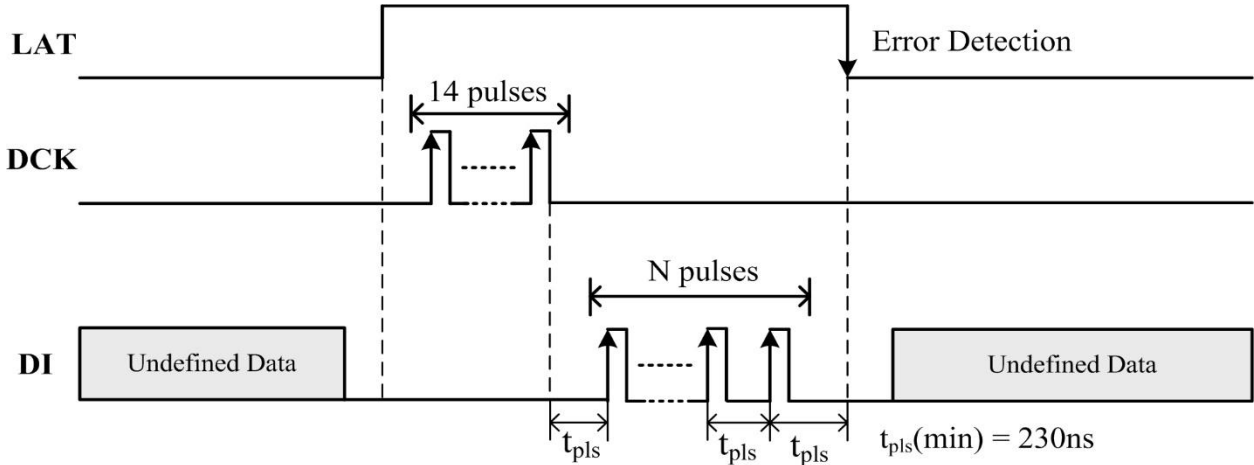 LAT
Error Detection
14 pulses
DCK
N pulses
DI
Undefined Data
Undefined Data
tpls
tpls
tpls
tpls(min) = 230ns